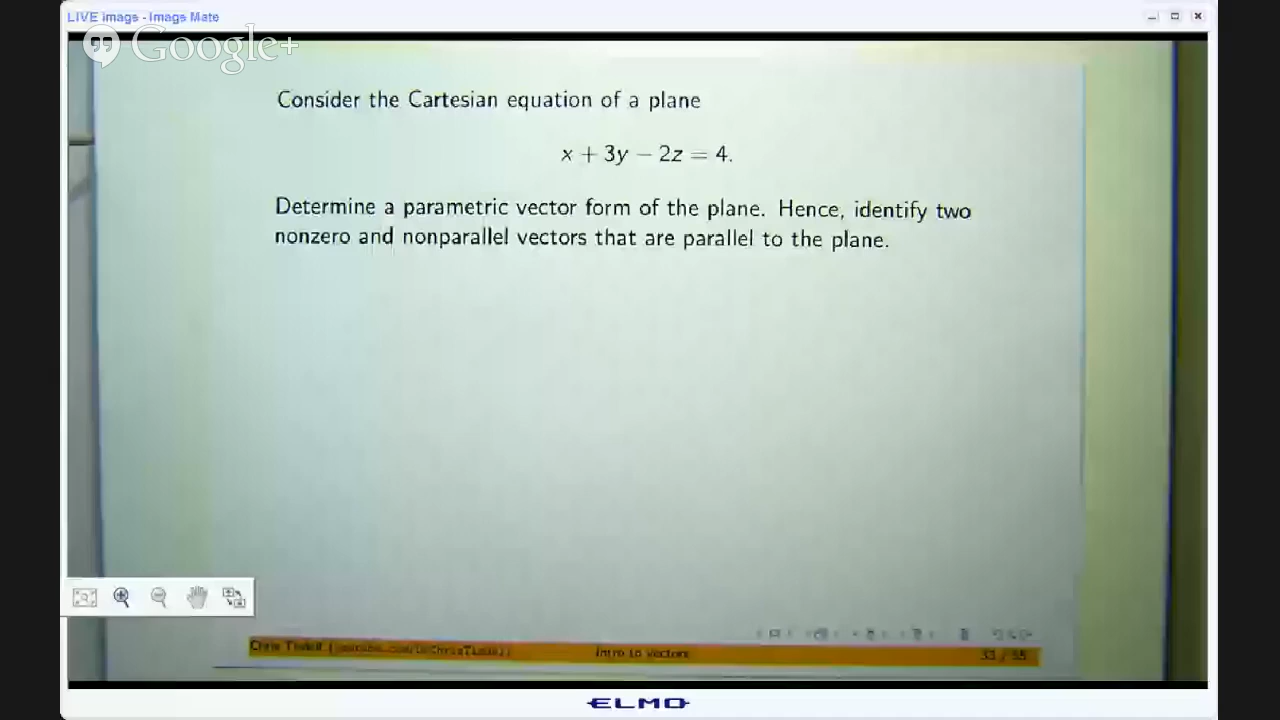 LIVE image - Image Mate
Google+
Consider the Cartesian equation of a plane
x + 3y − 2z = 4.
Determine a parametric vector form of the plane. Hence, identify two
nonzero and nonparallel vectors that are parallel to the plane.
Chris
Intro to Vectors
33 / 35
ELMO